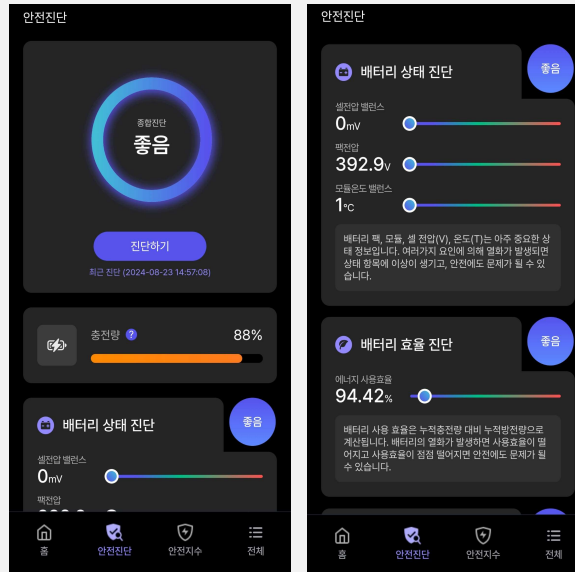 안전진단
종합진단
좋음
진단하기
최근 진단 (2024-08-23 14:57:08)
충전량 ?
88%
배터리 상태 진단
좋음
셀전압 밸런스
0mV
팩전압
홈
안전진단
안전지수
전체
안전진단
배터리 상태 진단
좋음
셀전압 밸런스
0mV
팩전압
392.9V
모듈온도 밸런스
1°C
배터리 팩, 모듈, 셀 전압(V), 온도(T)는 아주 중요한 상
태 정보입니다. 여러가지 요인에 의해 열화가 발생되면
상태 항목에 이상이 생기고, 안전에도 문제가 될 수 있
습니다.
배터리 효율 진단
좋음
에너지 사용효율
94.42%
배터리 사용 효율은 누적충전량 대비 누적방전량으로
계산됩니다. 배터리의 열화가 발생하면 사용효율이 떨
어지고 사용효율이 점점 떨어지면 안전에도 문제가 될
수 있습니다.
홈
안전진단
안전지수
전체